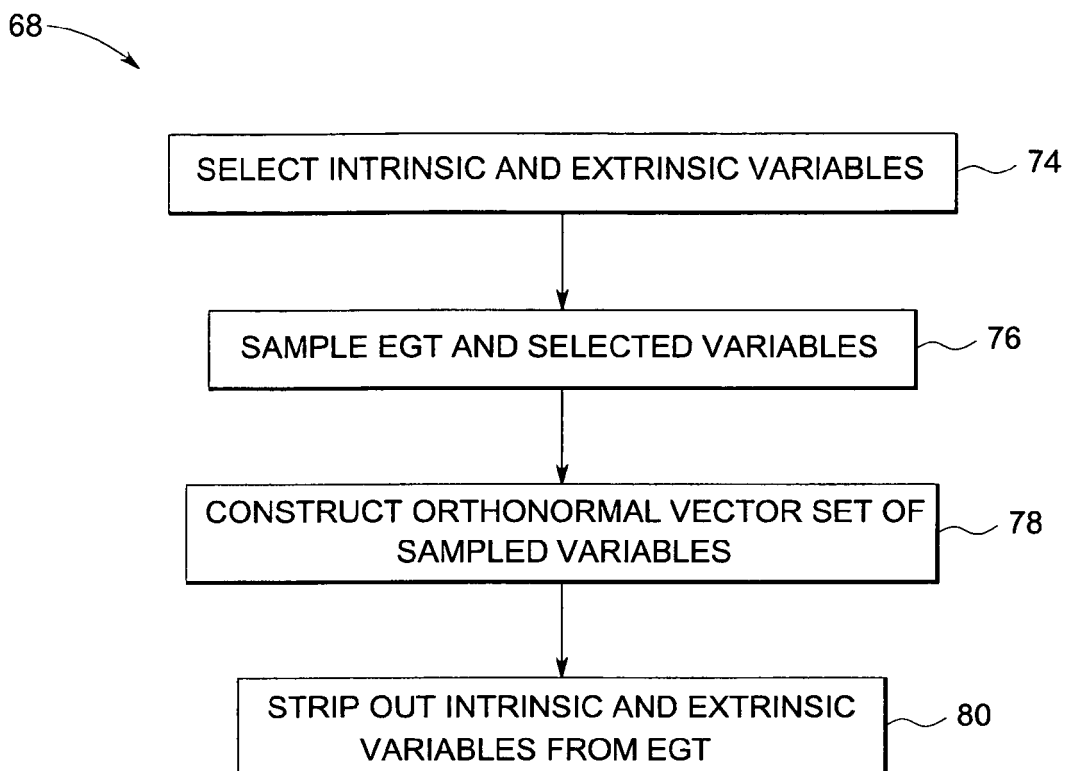 68
SELECT INTRINSIC AND EXTRINSIC VARIABLES
74
SAMPLE EGT AND SELECTED VARIABLES
76
CONSTRUCT ORTHONORMAL VECTOR SET OF
SAMPLED VARIABLES
78
STRIP OUT INTRINSIC AND EXTRINSIC
VARIABLES FROM EGT
80